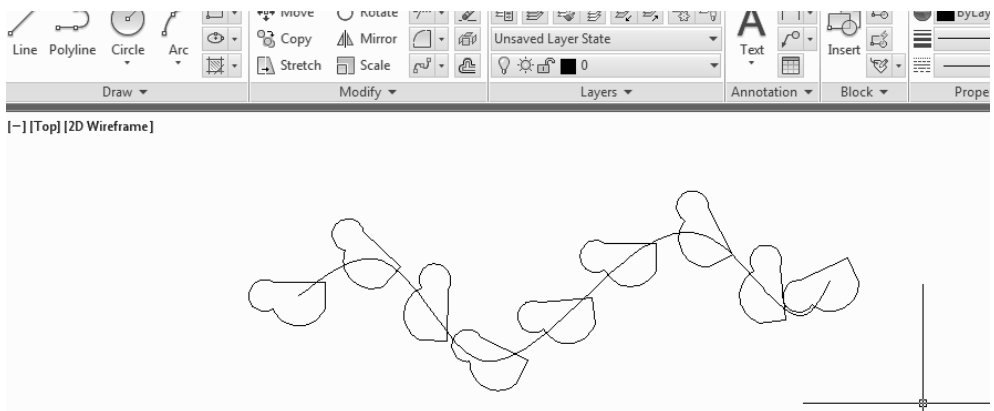 Move Rotate ByLay
Line Polyline Circle Arc Copy Mirror Unsaved Layer State Text Insert
Stretch Scale 0
Draw Modify Layers Annotation Block Prope
[−] [Top] [2D Wireframe]